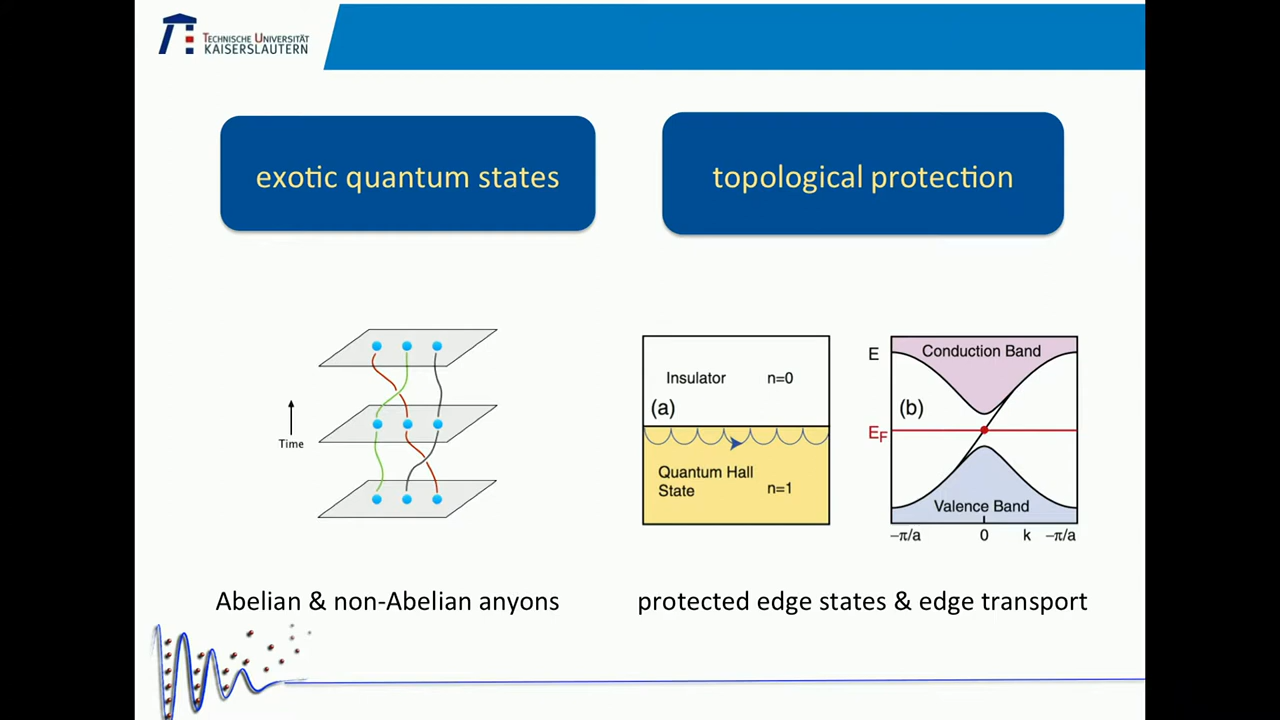 TECHNISCHE UNIVERSITÄT
KAISERSLAUTERN
exotic quantum states
topological protection
Time
Insulator n=0
(a)
Quantum Hall
State n=1
E
Conduction Band
(b)
EF
Valence Band
–π/a 0 k –π/a
Abelian & non-Abelian anyons
protected edge states & edge transport